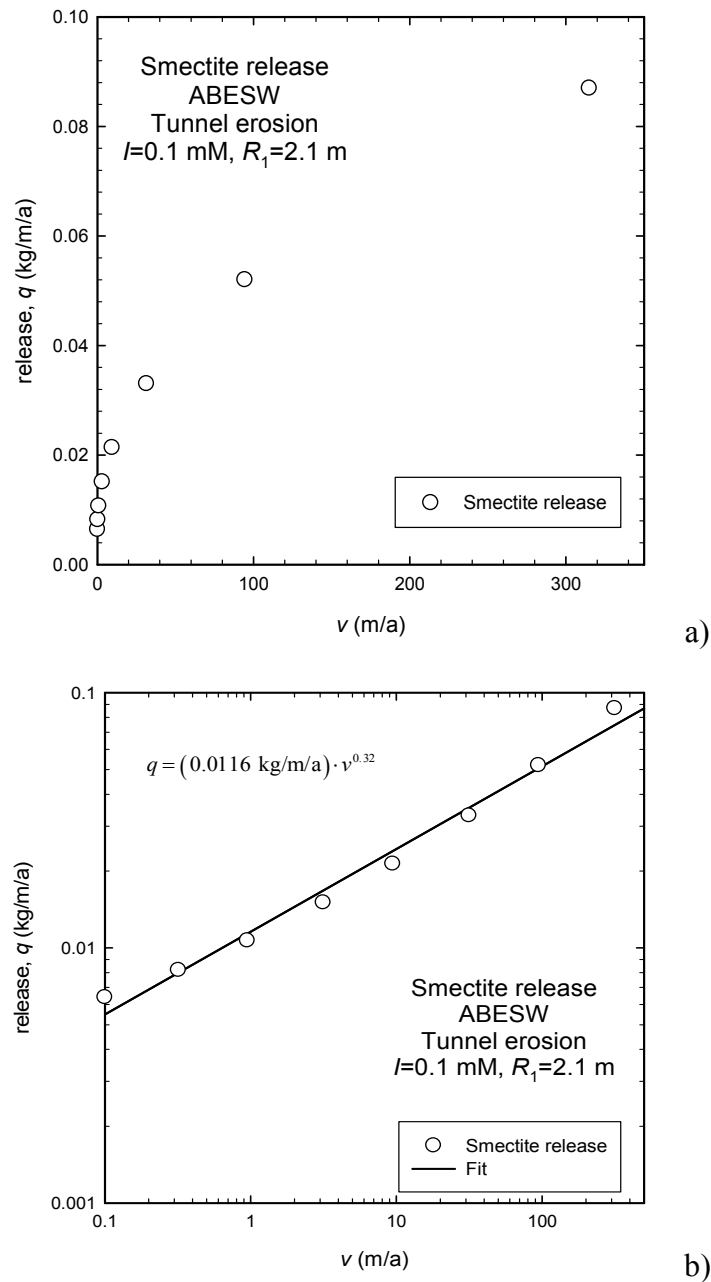 0.10
Smectite release
ABESW
Tunnel erosion
I=0.1 mM, R₁=2.1 m
0.08
0.06
0.04
0.02
0.00
release, q (kg/m/a)
Smectite release
0 100 200 300
v (m/a)
a)
0.1
q = (0.0116 kg/m/a) · v^0.32
0.01
release, q (kg/m/a)
Smectite release
ABESW
Tunnel erosion
I=0.1 mM, R₁=2.1 m
Smectite release
Fit
0.001
0.1 1 10 100
v (m/a)
b)